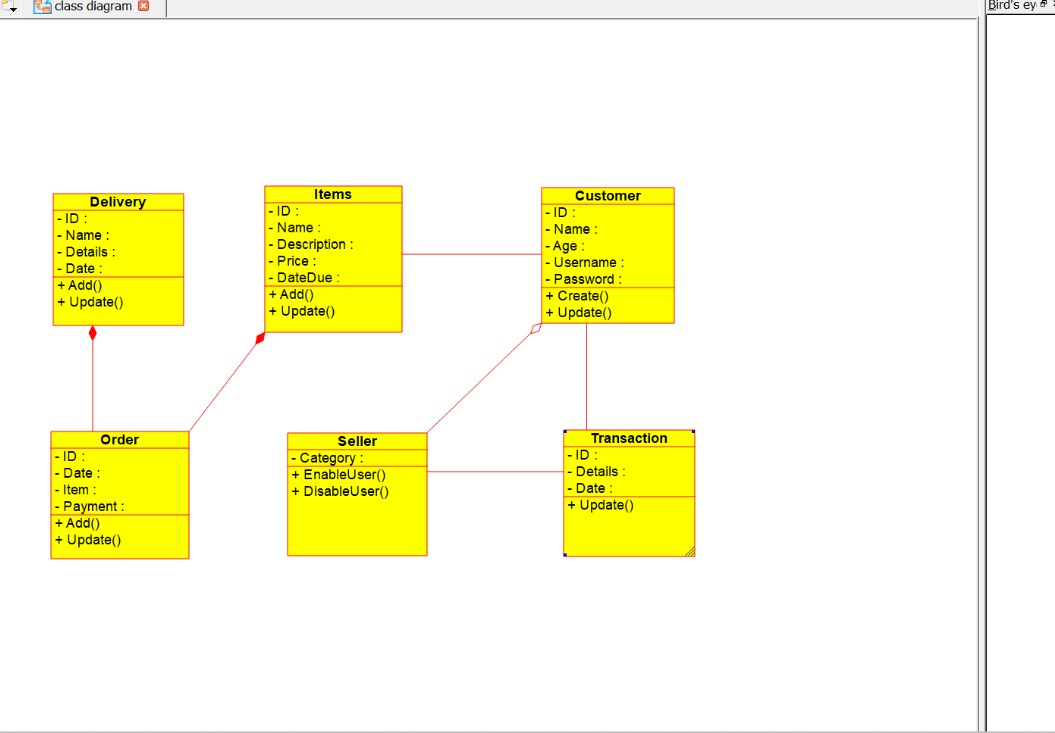 class diagram
Bird's ey
Delivery
- ID :
- Name :
- Details :
- Date :
+ Add()
+ Update()
Items
- ID :
- Name :
- Description :
- Price :
- DateDue :
+ Add()
+ Update()
Customer
- ID :
- Name :
- Age :
- Username :
- Password :
+ Create()
+ Update()
Order
- ID :
- Date :
- Item :
- Payment :
+ Add()
+ Update()
Seller
- Category :
+ EnableUser()
+ DisableUser()
Transaction
- ID :
- Details :
- Date :
+ Update()